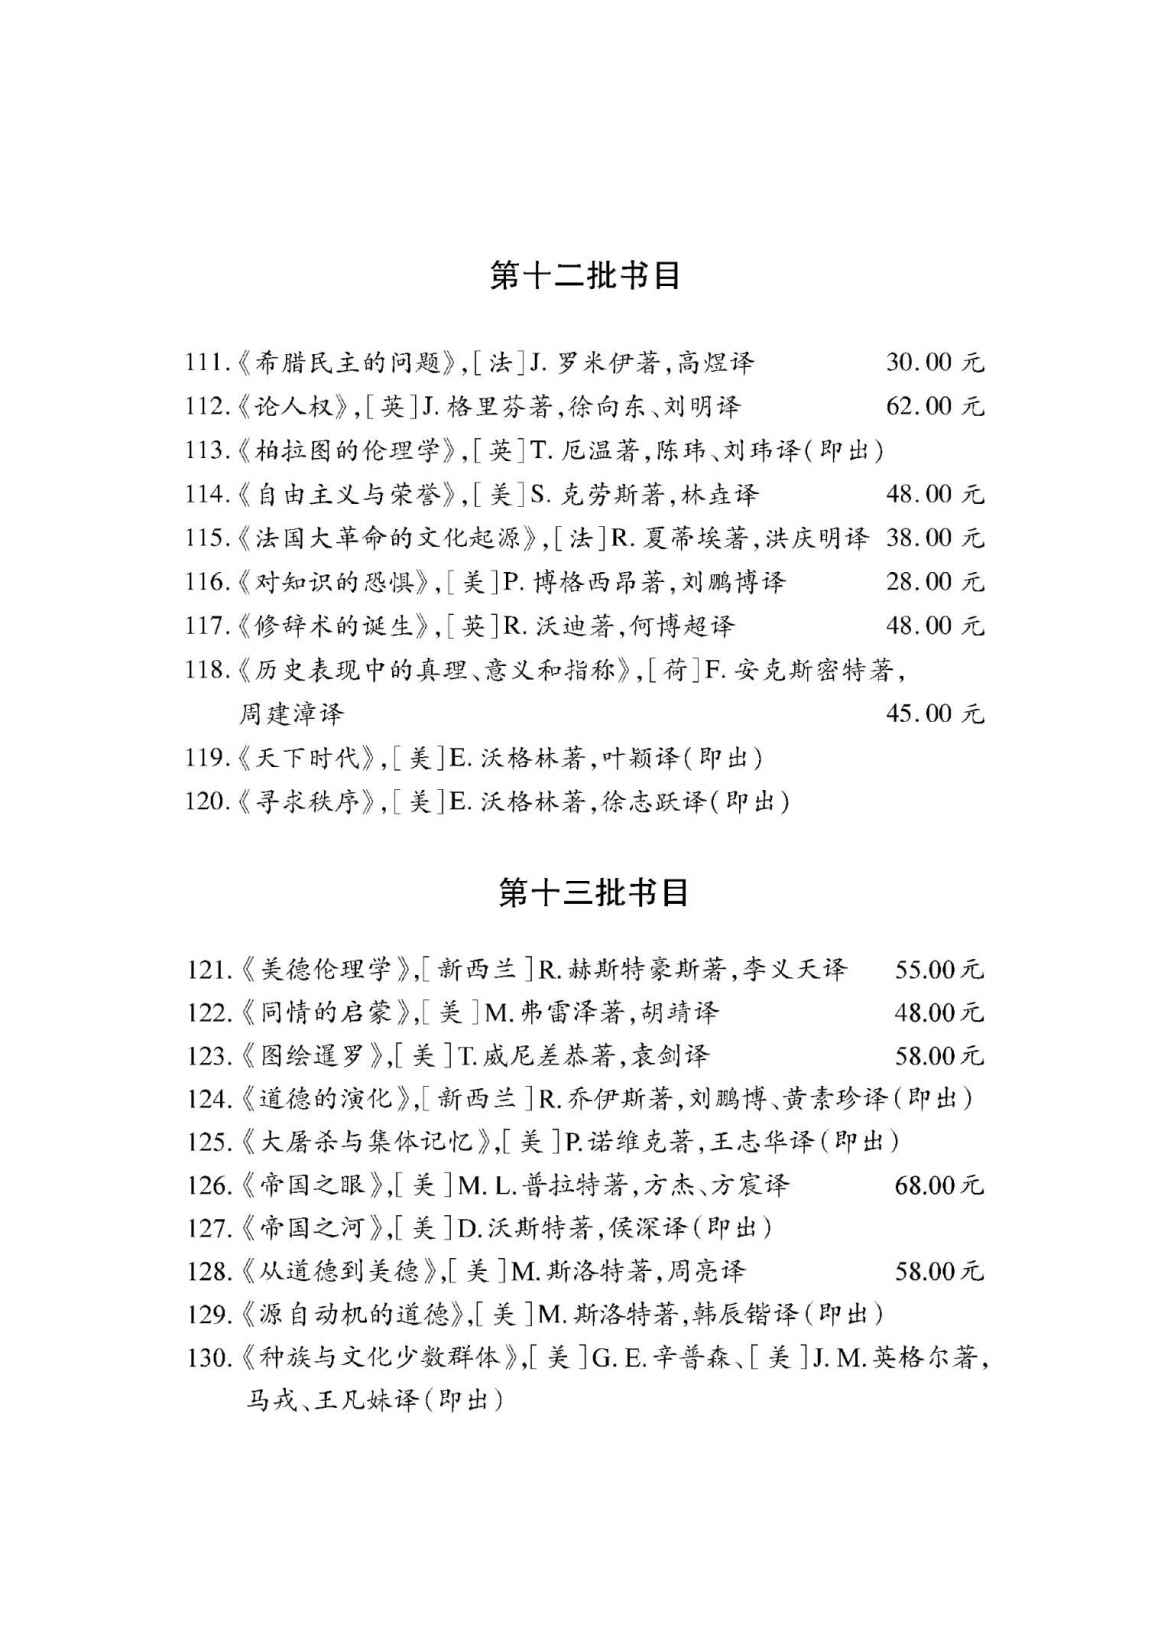 第十二批书目
111.《希腊民主的问题》,[法]J. 罗米伊著,高煜译 30.00 元
112.《论人权》,[英]J. 格里芬著,徐向东、刘明译 62.00 元
113.《柏拉图的伦理学》,[英]T. 厄温著,陈玮、刘玮译(即出)
114.《自由主义与荣誉》,[美]S. 克劳斯著,林垚译 48.00 元
115.《法国大革命的文化起源》,[法]R. 夏蒂埃著,洪庆明译 38.00 元
116.《对知识的恐惧》,[美]P. 博格西昂著,刘鹏博译 28.00 元
117.《修辞术的诞生》,[英]R. 沃迪著,何博超译 48.00 元
118.《历史表现中的真理、意义和指称》,[荷]F. 安克斯密特著,
周建漳译 45.00 元
119.《天下时代》,[美]E. 沃格林著,叶颖译(即出)
120.《寻求秩序》,[美]E. 沃格林著,徐志跃译(即出)
第十三批书目
121.《美德伦理学》,[新西兰]R. 赫斯特豪斯著,李义天译 55.00元
122.《同情的启蒙》,[美]M. 弗雷泽著,胡靖译 48.00元
123.《图绘暹罗》,[美]T. 威尼差恭著,袁剑译 58.00元
124.《道德的演化》,[新西兰]R. 乔伊斯著,刘鹏博、黄素珍译(即出)
125.《大屠杀与集体记忆》,[美]P. 诺维克著,王志华译(即出)
126.《帝国之眼》,[美]M. L. 普拉特著,方杰、方宸译 68.00元
127.《帝国之河》,[美]D. 沃斯特著,侯深译(即出)
128.《从道德到美德》,[美]M. 斯洛特著,周亮译 58.00元
129.《源自动机的道德》,[美]M. 斯洛特著,韩辰锴译(即出)
130.《种族与文化少数群体》,[美]G. E. 辛普森、[美]J. M. 英格尔著,
马戎、王凡妹译(即出)